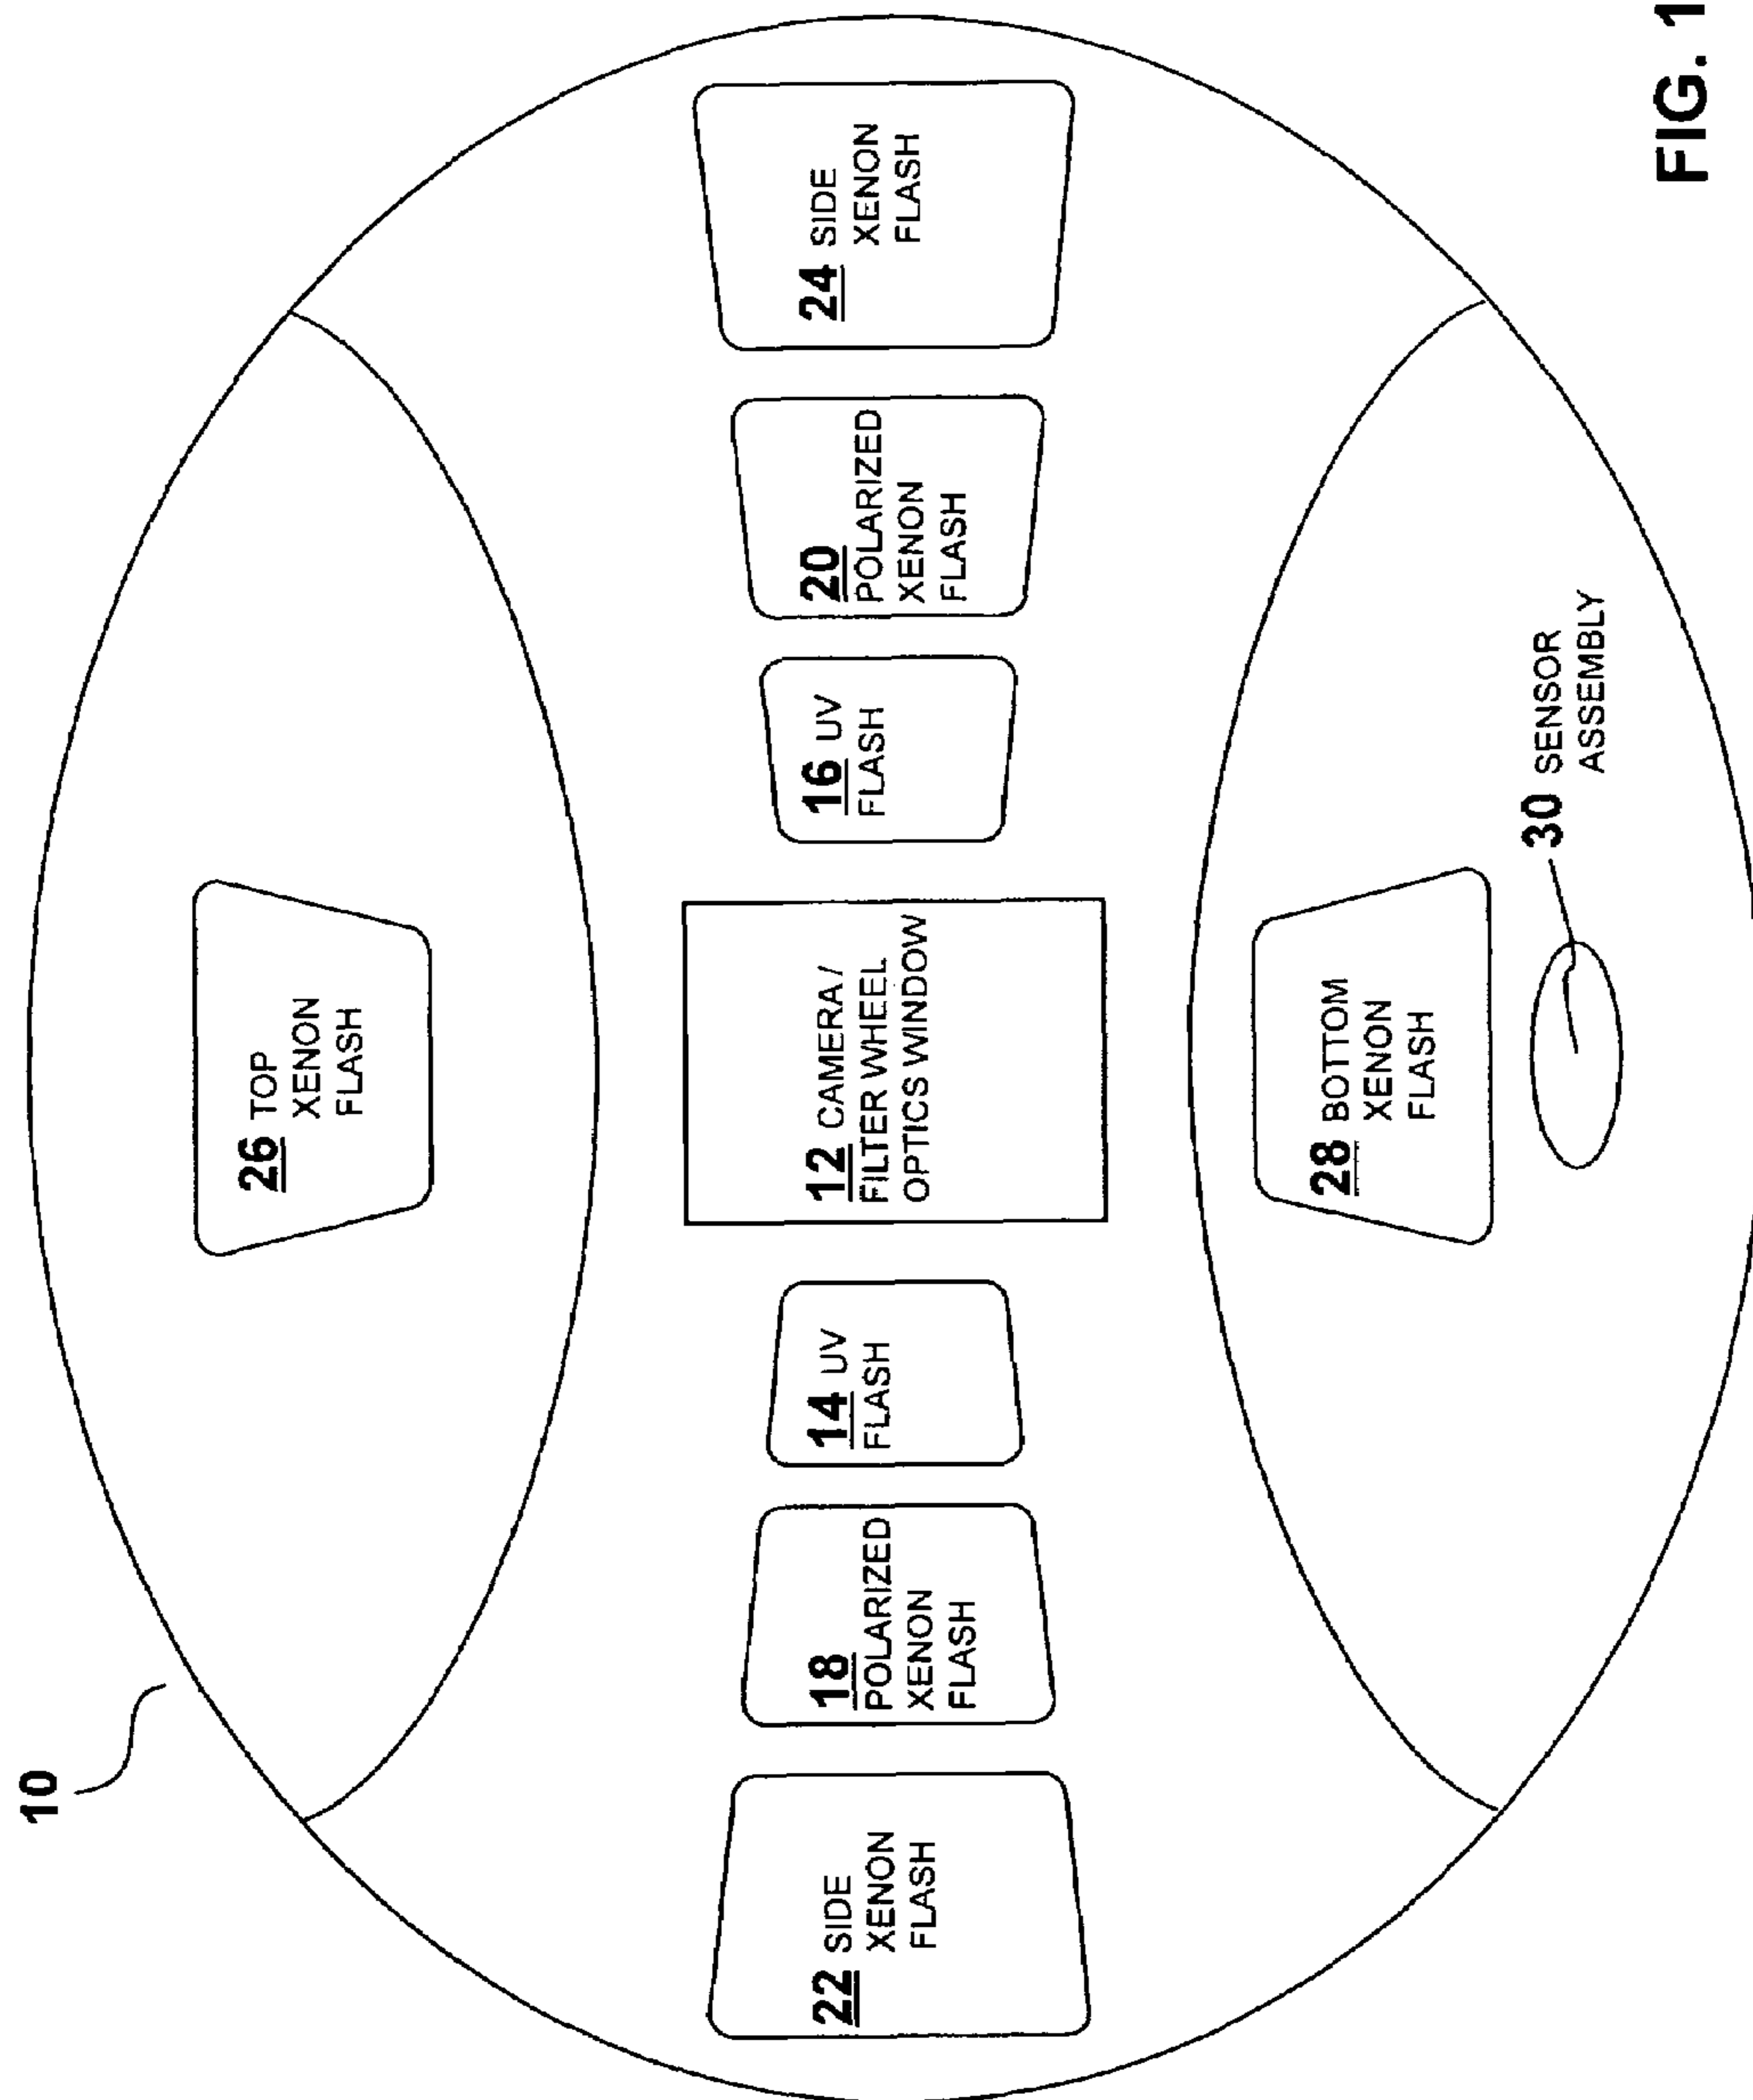 10
26 TOP
XENON
FLASH
22 SIDE
XENON
FLASH
18
POLARIZED
XENON
FLASH
14 UV
FLASH
12 CAMERA /
FILTER WHEEL
OPTICS WINDOW
16 UV
FLASH
20
POLARIZED
XENON
FLASH
24 SIDE
XENON
FLASH
28 BOTTOM
XENON
FLASH
30 SENSOR
ASSEMBLY
FIG. 1